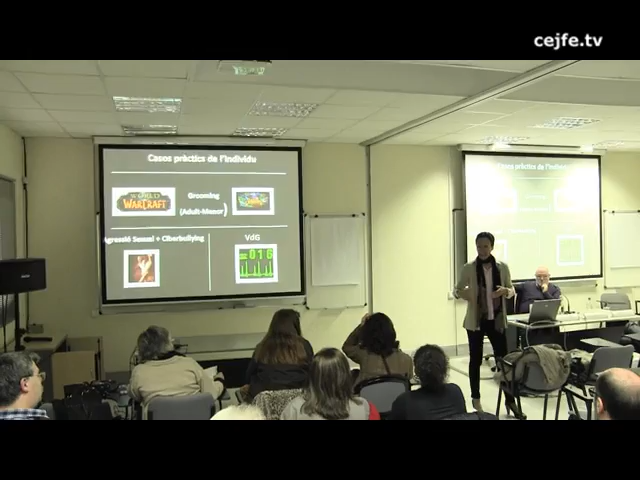 cejfe.tv
Casos pràctics de l'individu
WORLD
WARCRAFT
Grooming
(Adult-Menor)
Agressió Sexual + Ciberbullying
VdG
016
Casos pràctics de l'individu